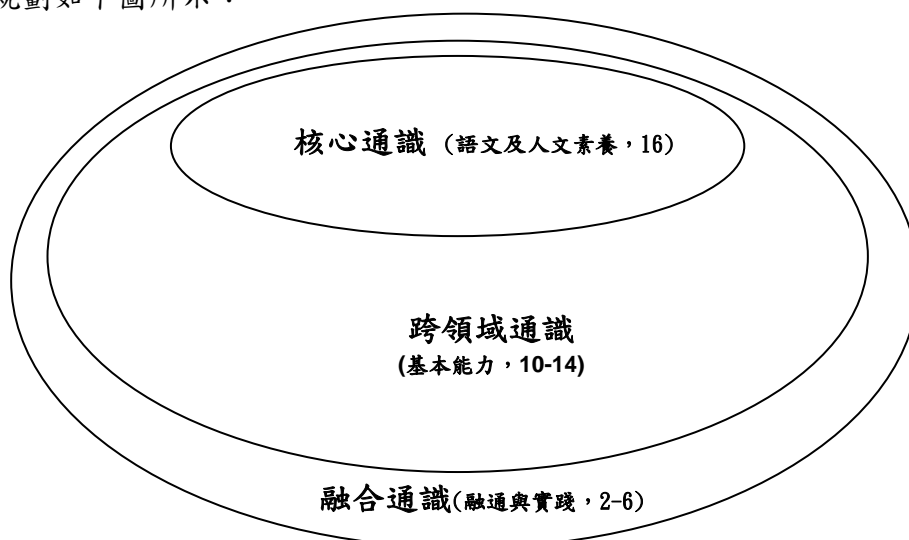 規劃如下圖所示：
核心通識 (語文及人文素養，16)
跨領域通識
(基本能力，10-14)
融合通識(融通與實踐，2-6)